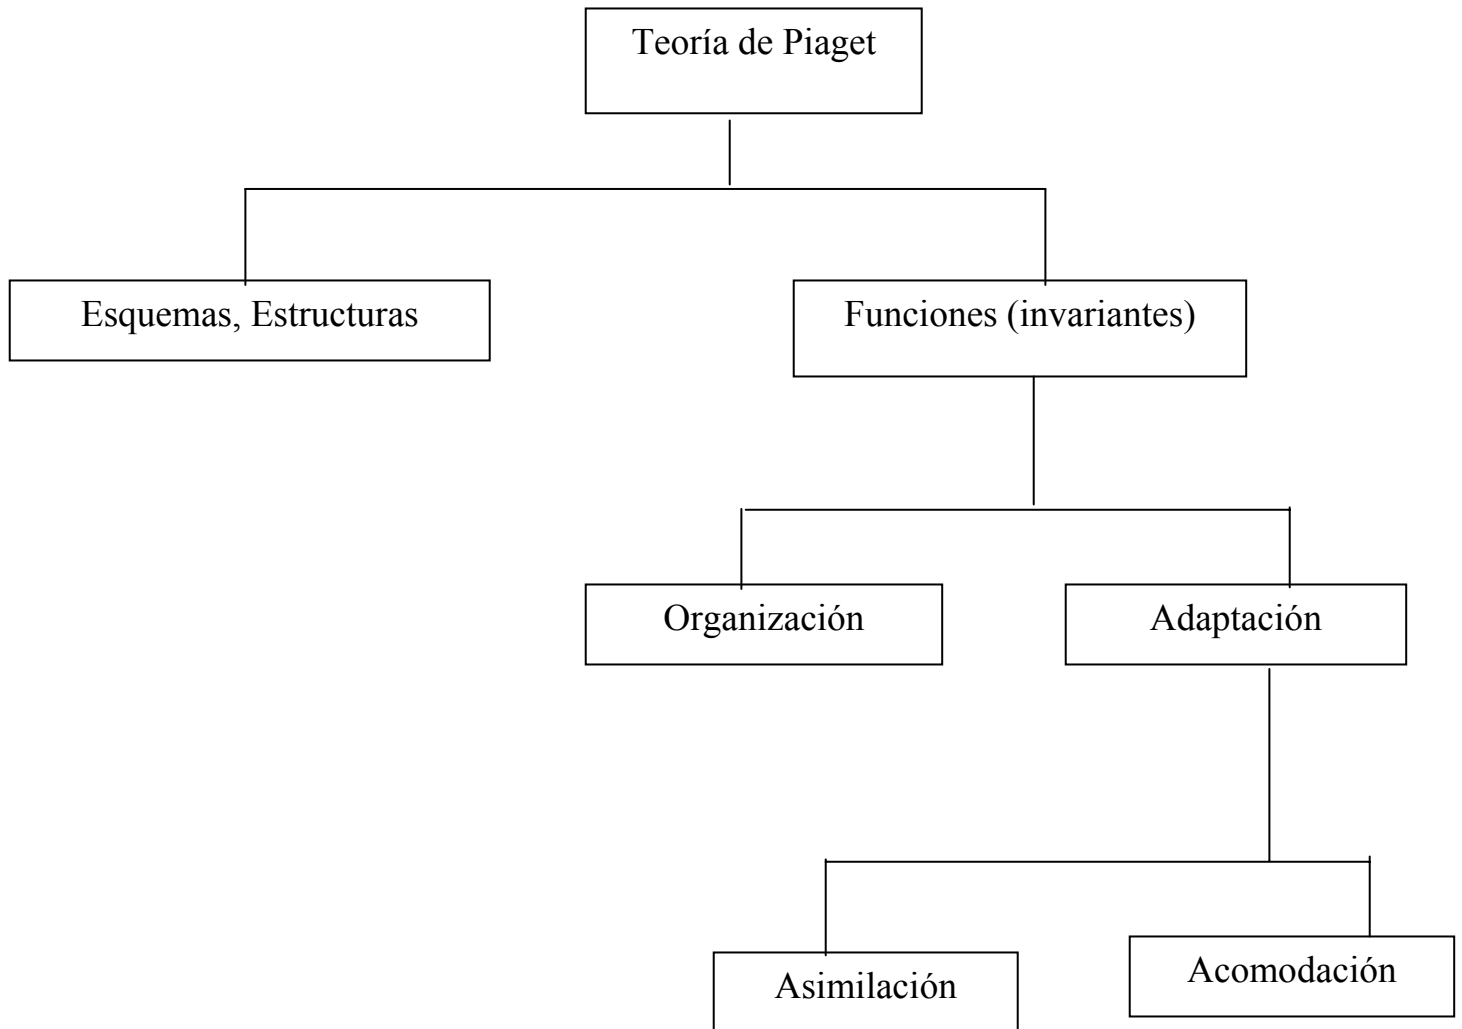 Teoría de Piaget
Esquemas, Estructuras
Funciones (invariantes)
Organización
Adaptación
Asimilación
Acomodación